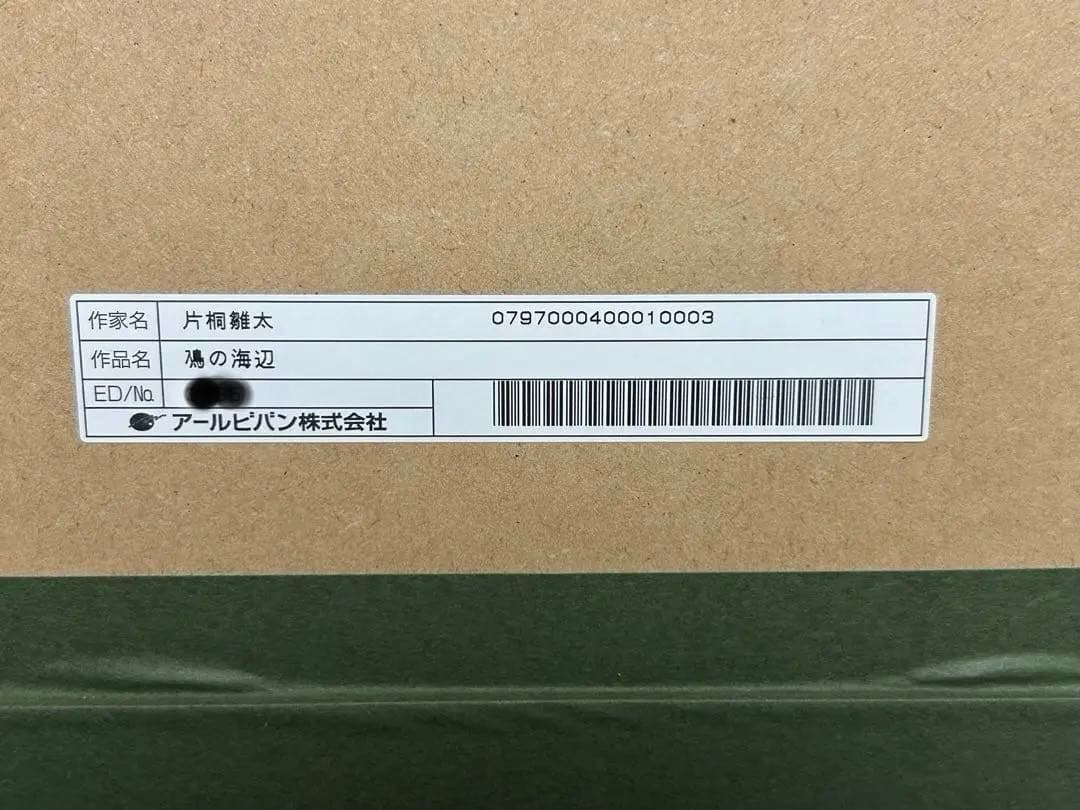 作家名 片桐雛太 0797000400010003
作品名 鳰の海辺
ED/No.
アールビバン株式会社